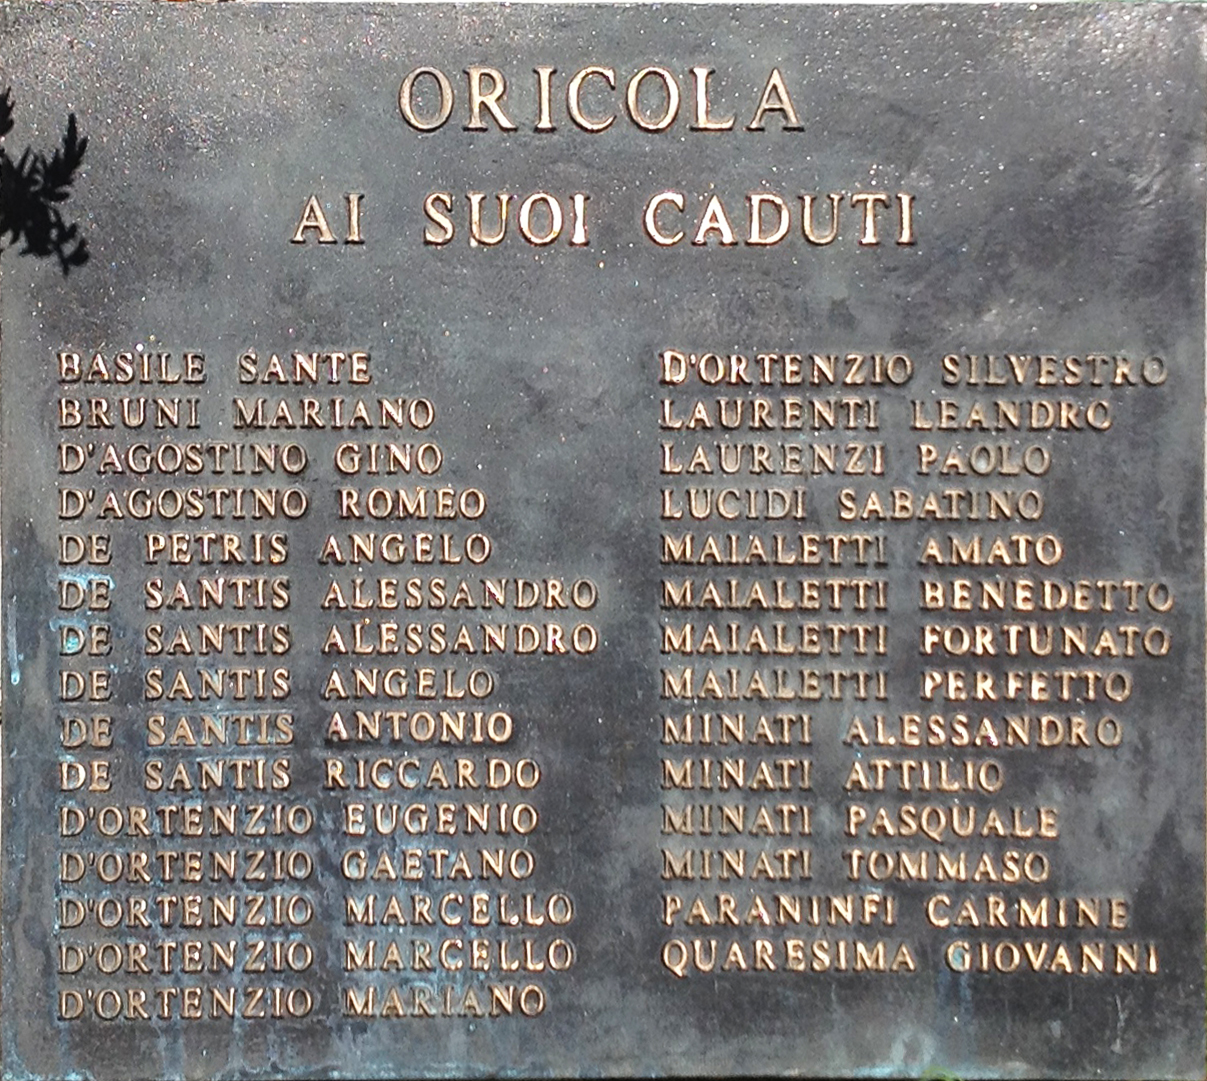 ORICOLA
AI SUOI CADUTI
BASILE SANTE
BRUNI MARIANO
D'AGOSTINO GINO
D'AGOSTINO ROMEO
DE PETRIS ANGELO
DE SANTIS ALESSANDRO
DE SANTIS ALESSANDRO
DE SANTIS ANGELO
DE SANTIS ANTONIO
DE SANTIS RICCARDO
D'ORTENZIO EUGENIO
D'ORTENZIO GAETANO
D'ORTENZIO MARCELLO
D'ORTENZIO MARCELLO
D'ORTENZIO MARIANO
D'ORTENZIO SILVESTRO
LAURENTI LEANDRO
LAURENZI PAOLO
LUCIDI SABATINO
MAIALETTI AMATO
MAIALETTI BENEDETTO
MAIALETTI FORTUNATO
MAIALETTI PERFETTO
MINATI ALESSANDRO
MINATI ATTILIO
MINATI PASQUALE
MINATI TOMMASO
PARANINFI CARMINE
QUARESIMA GIOVANNI